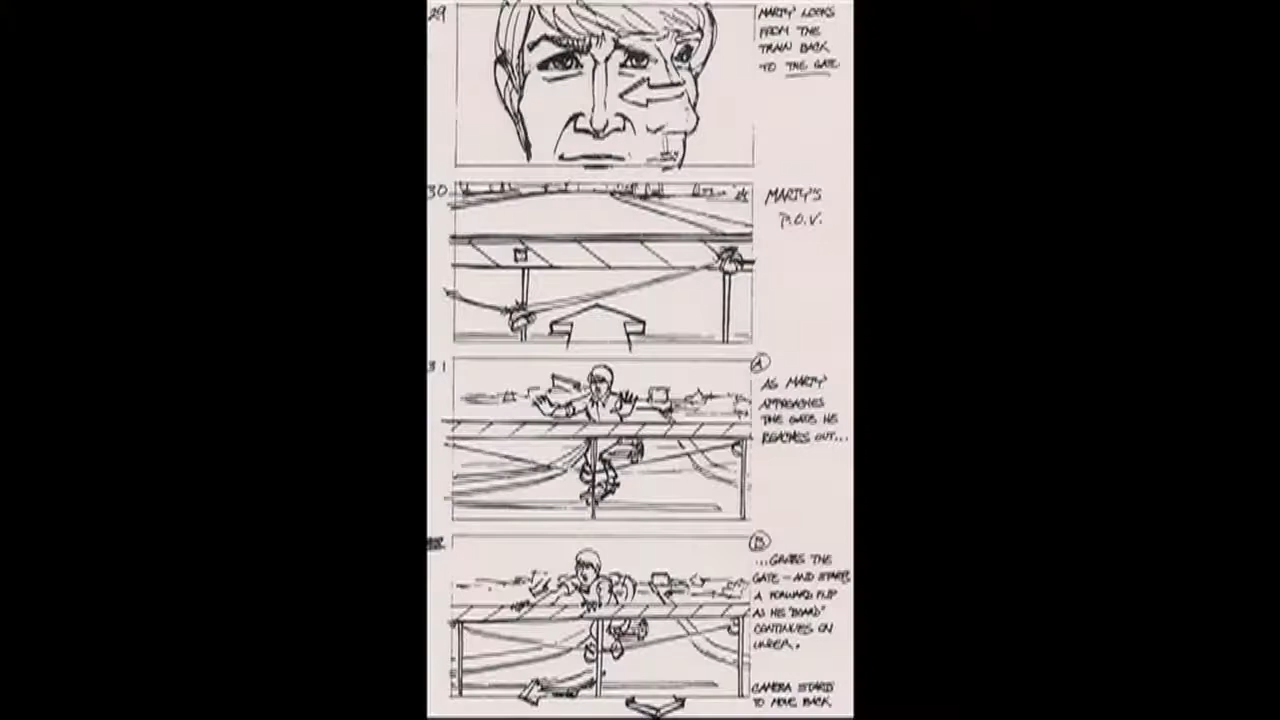 29
MARTY LOOKS
FROM THE
TRAIN BACK
TO THE GATE
30
MARTY'S
P.O.V.
31
A
AS MARTY
APPROACHES
THE GATE HE
REACHES OUT...
B
...GRABS THE
GATE - AND STARTS
A FORWARD FLIP
AS HIS "BOARD"
CONTINUES ON
UNDER.
CAMERA STARTS
TO MOVE BACK